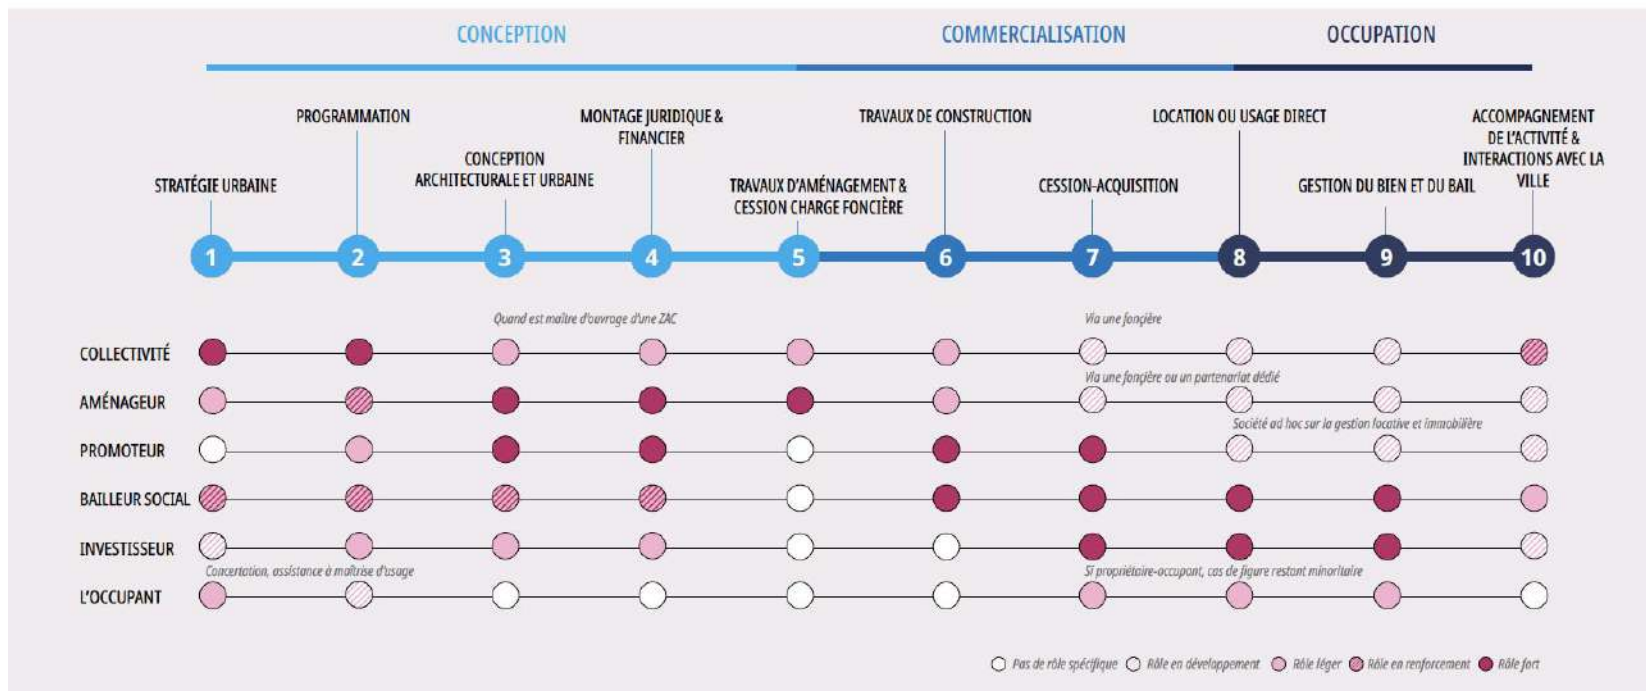 CONCEPTION
COMMERCIALISATION
OCCUPATION
PROGRAMMATION
MONTAGE JURIDIQUE &
FINANCIER
TRAVAUX DE CONSTRUCTION
LOCATION OU USAGE DIRECT
ACCOMPAGNEMENT
DE L'ACTIVITÉ &
INTERACTIONS AVEC LA
VILLE
STRATÉGIE URBAINE
CONCEPTION
ARCHITECTURALE ET URBAINE
TRAVAUX D'AMÉNAGEMENT &
CESSION CHARGE FONCIÈRE
CESSION-ACQUISITION
GESTION DU BIEN ET DU BAIL
1 2 3 4 5 6 7 8 9 10
Quand est maître d'ouvrage d'une ZAC
Via une fonçière
COLLECTIVITÉ
Via une fonçière ou un partenariat dédié
AMÉNAGEUR
Société ad hoc sur la gestion locative et immobilière
PROMOTEUR
BAILLEUR SOCIAL
INVESTISSEUR
Concertation, assistance à maîtrise d'usage
Si propriétaire-occupant, cas de figure restant minoritaire
L'OCCUPANT
Pas de rôle spécifique Rôle en développement Rôle léger Rôle en renforcement Rôle fort